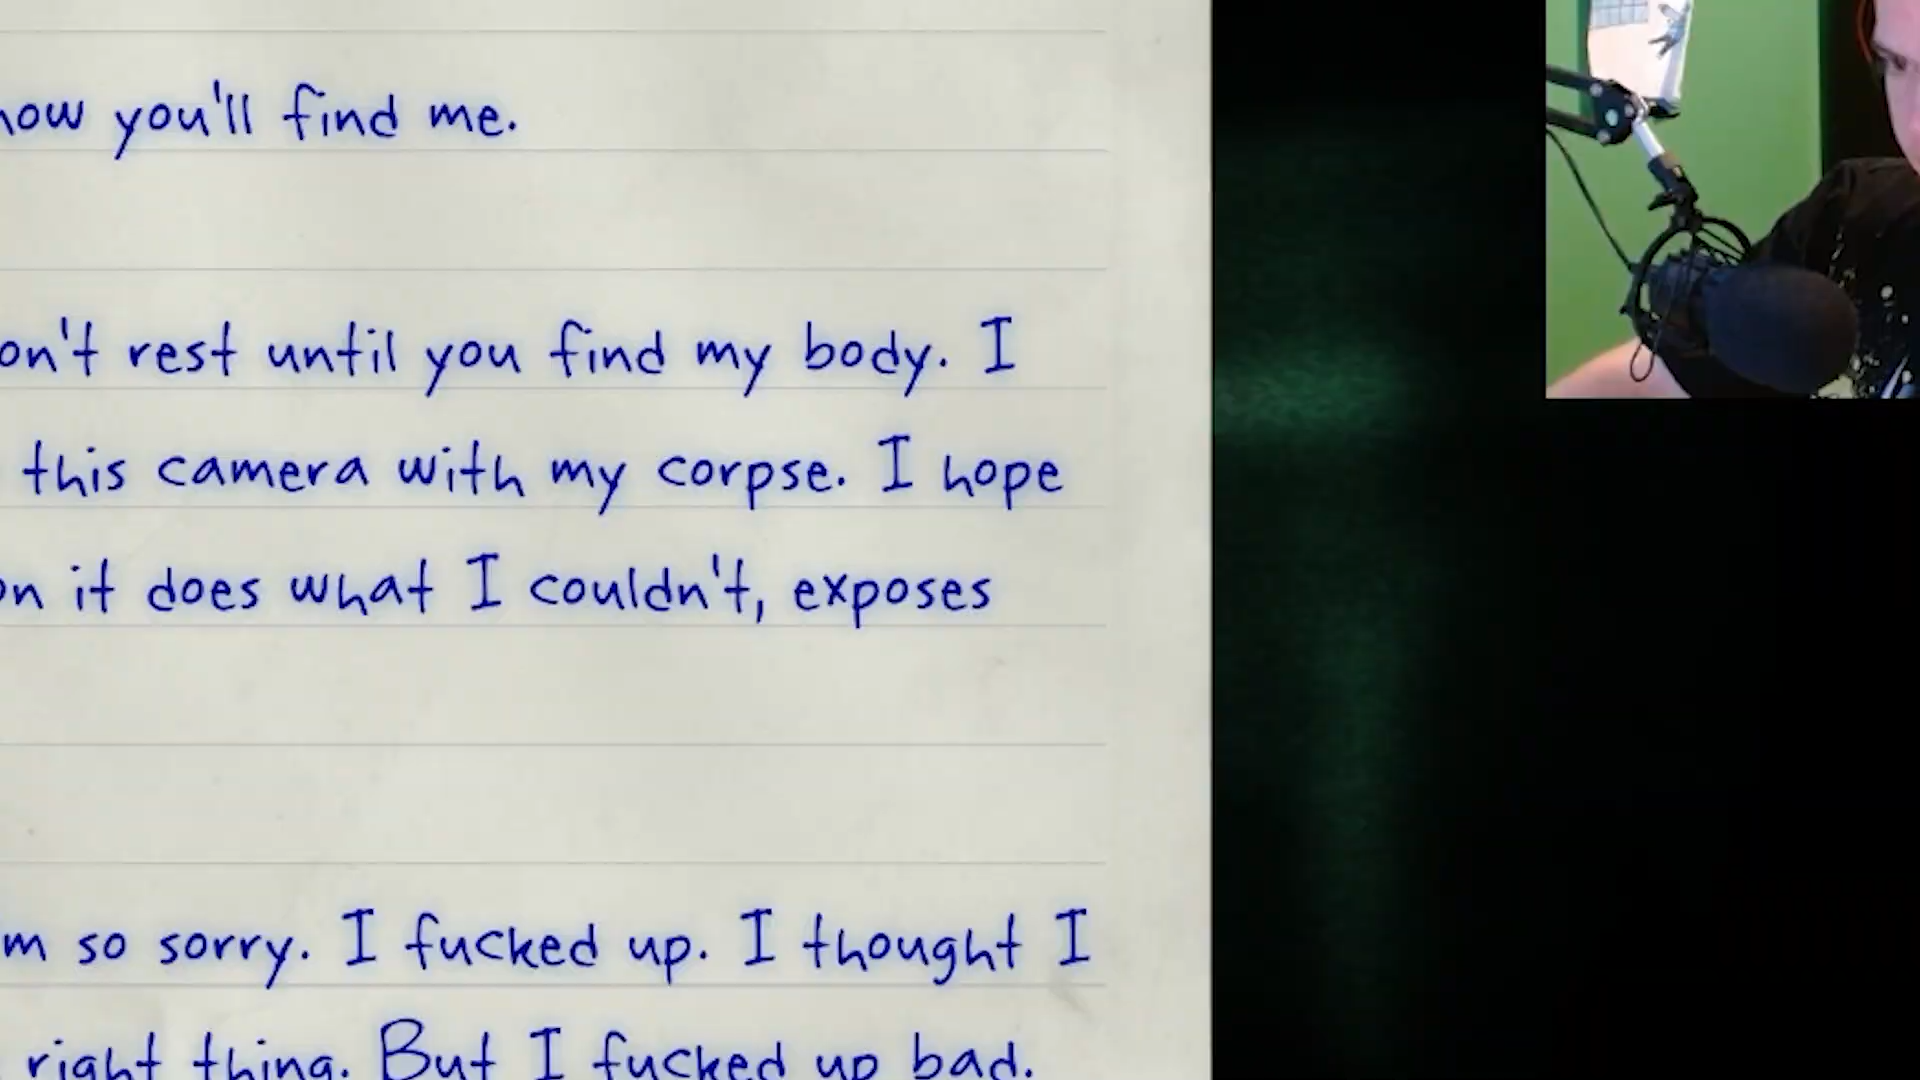 now you'll find me.
on't rest until you find my body. I
this camera with my corpse. I hope
on it does what I couldn't, exposes
m so sorry. I fucked up. I thought I
right thing. But I fucked up bad.